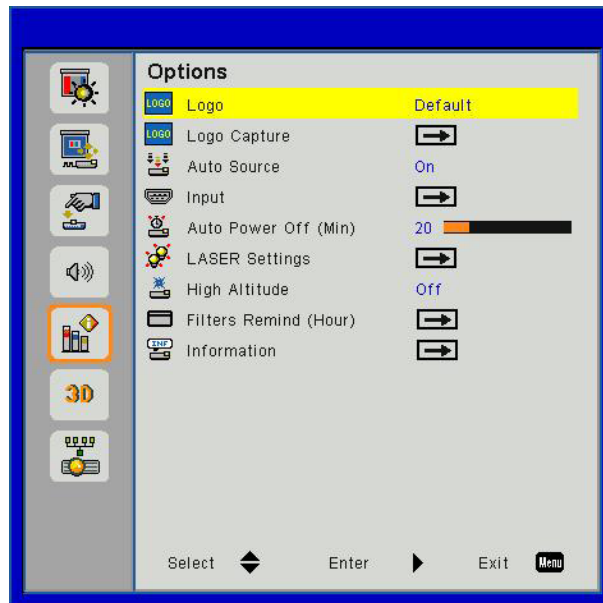 Options
LOGO Logo Default
LOGO Logo Capture
Auto Source On
Input
Auto Power Off (Min) 20
LASER Settings
High Altitude Off
Filters Remind (Hour)
INF Information
3D
Select Enter Exit Menu